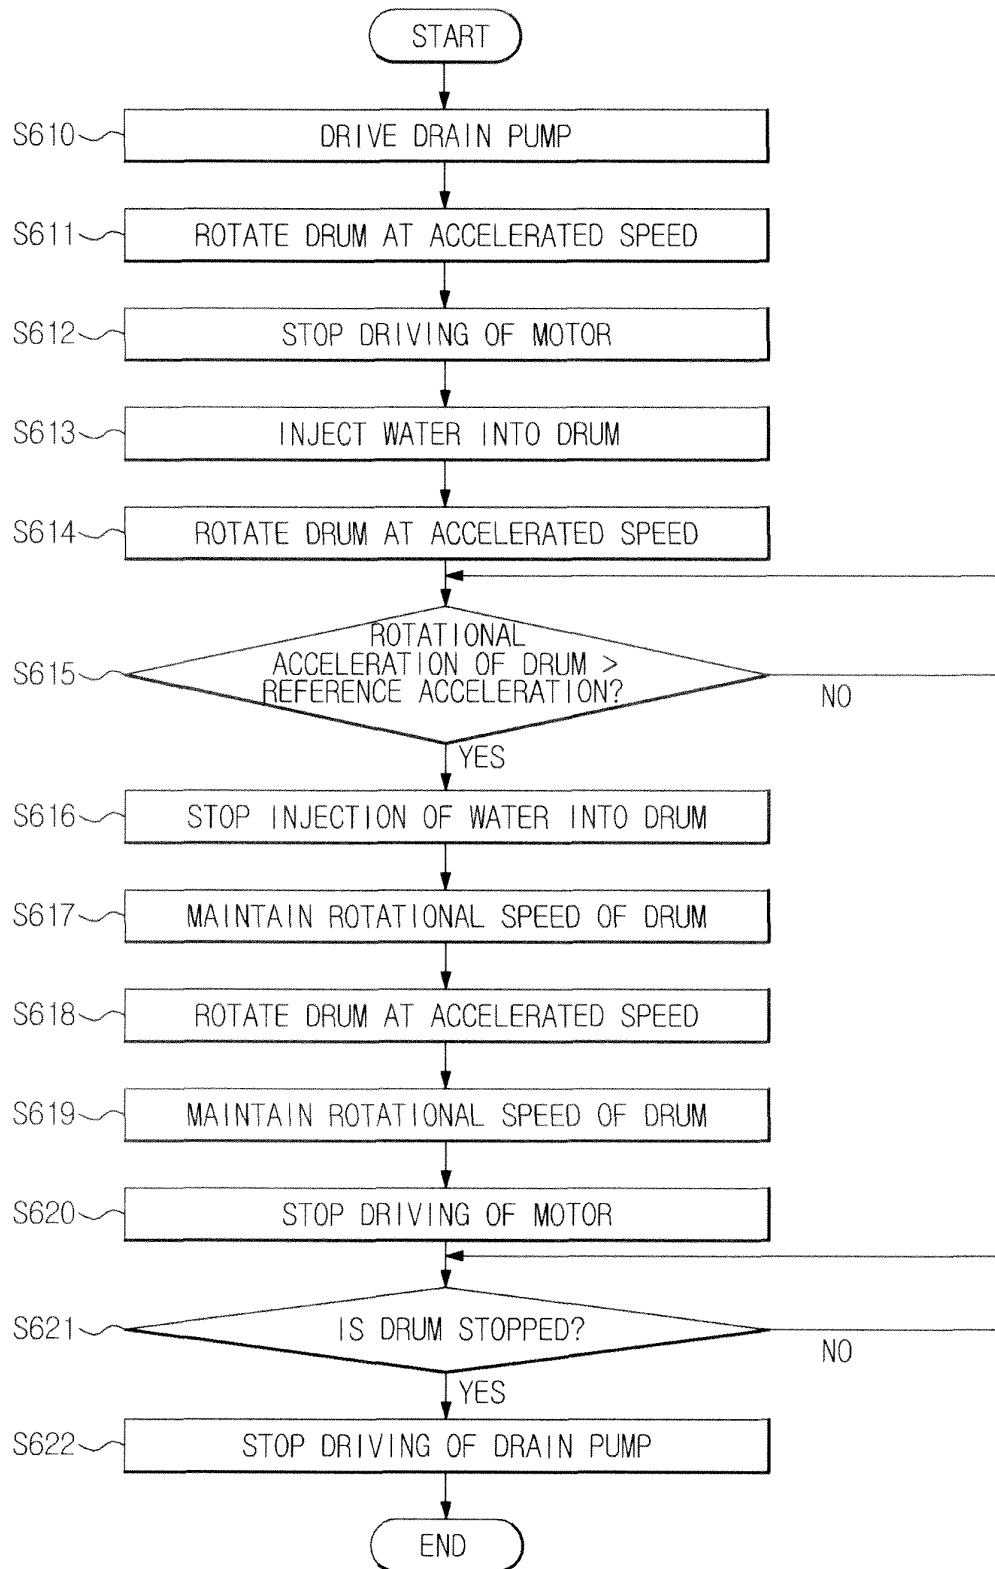 START
S610
DRIVE DRAIN PUMP
S611
ROTATE DRUM AT ACCELERATED SPEED
S612
STOP DRIVING OF MOTOR
S613
INJECT WATER INTO DRUM
S614
ROTATE DRUM AT ACCELERATED SPEED
S615
ROTATIONAL
ACCELERATION OF DRUM >
REFERENCE ACCELERATION?
NO
YES
S616
STOP INJECTION OF WATER INTO DRUM
S617
MAINTAIN ROTATIONAL SPEED OF DRUM
S618
ROTATE DRUM AT ACCELERATED SPEED
S619
MAINTAIN ROTATIONAL SPEED OF DRUM
S620
STOP DRIVING OF MOTOR
S621
IS DRUM STOPPED?
NO
YES
S622
STOP DRIVING OF DRAIN PUMP
END